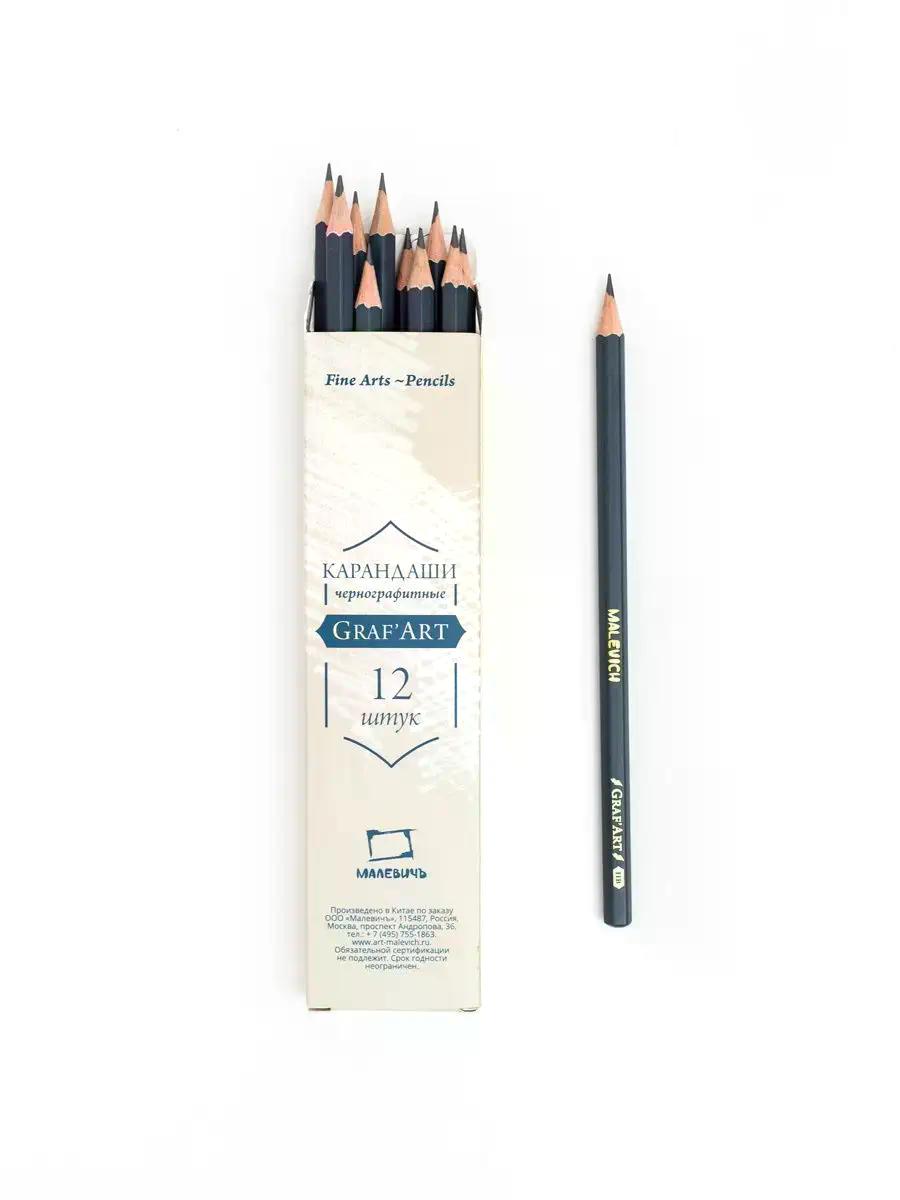 Fine Arts ~Pencils
КАРАНДАШИ
чернографитные
GRAF'ART
12
штук
МАЛЕВИЧЪ
Произведено в Китае по заказу
ООО «Малевичъ», 115487, Россия,
Москва, проспект Андропова, 36.
тел.: + 7 (495) 755-1863.
www.art-malevich.ru.
Обязательной сертификации
не подлежит. Срок годности
неограничен.
MALEVICH
GRAF'ART
HB